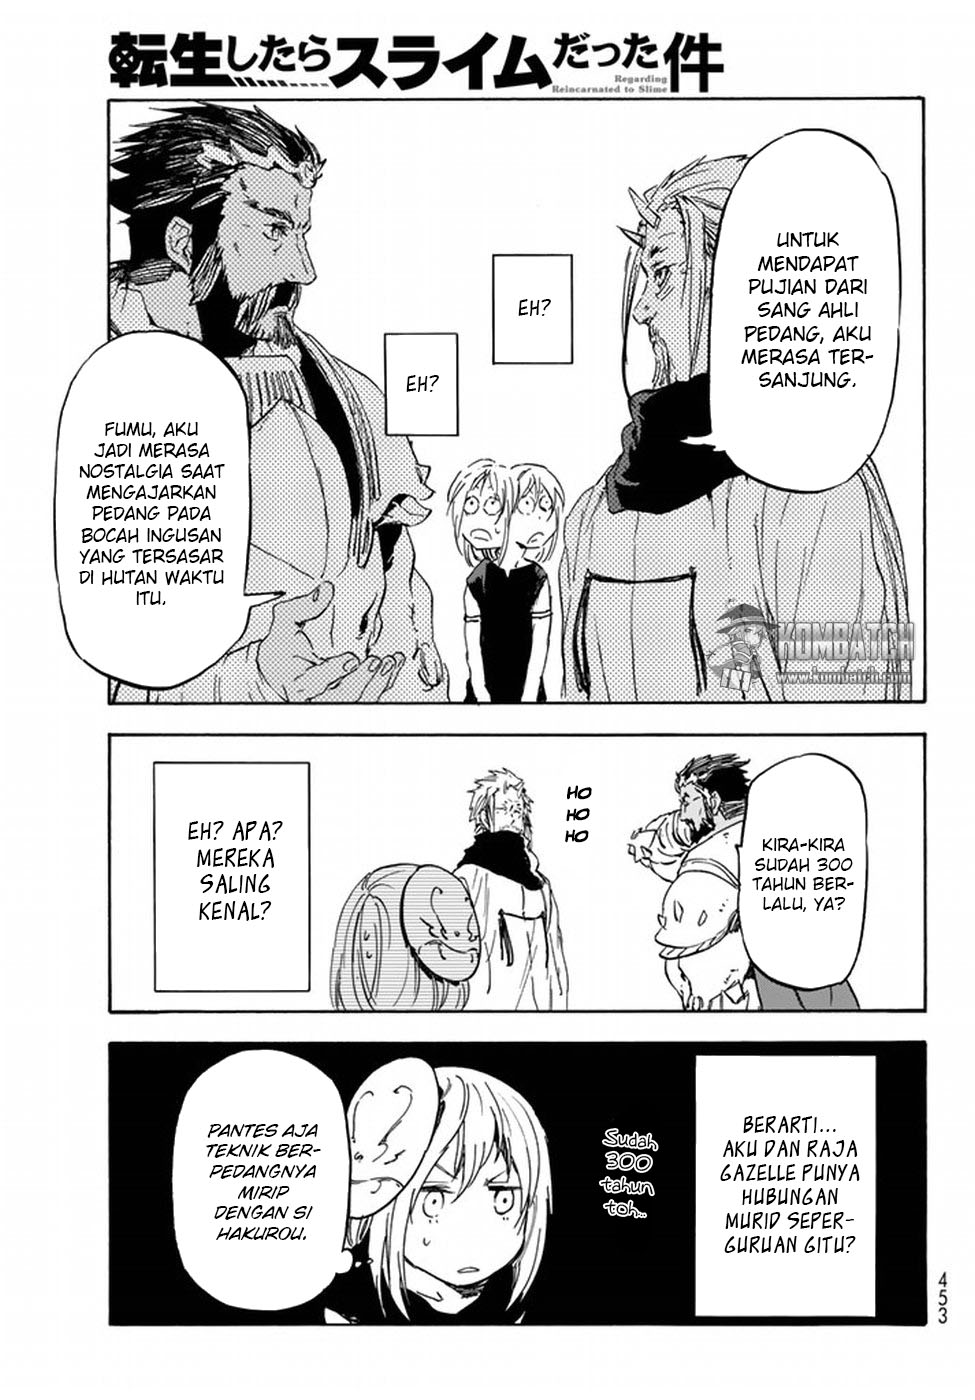 転生したらスライムだった件
Regarding
Reincarnated to Slime
UNTUK
MENDAPAT
PUJIAN DARI
SANG AHLI
PEDANG, AKU
MERASA TER-
SANJUNG.
EH?
EH?
FUMU, AKU
JADI MERASA
NOSTALGIA SAAT
MENGAJARKAN
PEDANG PADA
BOCAH INGUSAN
YANG TERSASAR
DI HUTAN WAKTU
ITU.
KOMBATCH
www.kombatch.com
KIRA-KIRA
SUDAH 300
TAHUN BER-
LALU, YA?
HO
HO
HO
EH? APA?
MEREKA
SALING
KENAL?
BERARTI...
AKU DAN RAJA
GAZELLE PUNYA
HUBUNGAN
MURID SEPER-
GURUAN GITU?
Sudah
300
tahun
toh..
PANTES AJA
TEKNIK BER-
PEDANGNYA
MIRIP
DENGAN SI
HAKUROU.
453